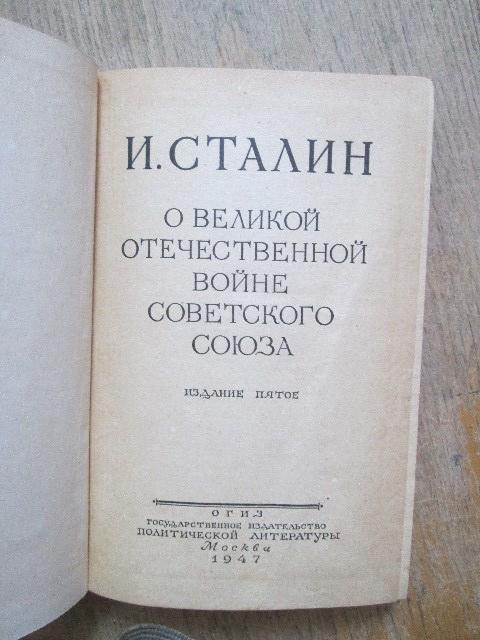 И. СТАЛИН
О ВЕЛИКОЙ
ОТЕЧЕСТВЕННОЙ
ВОЙНЕ
СОВЕТСКОГО
СОЮЗА
ИЗДАНИЕ ПЯТОЕ
ОГИЗ
ГОСУДАРСТВЕННОЕ ИЗДАТЕЛЬСТВО
ПОЛИТИЧЕСКОЙ ЛИТЕРАТУРЫ
Москва
1947